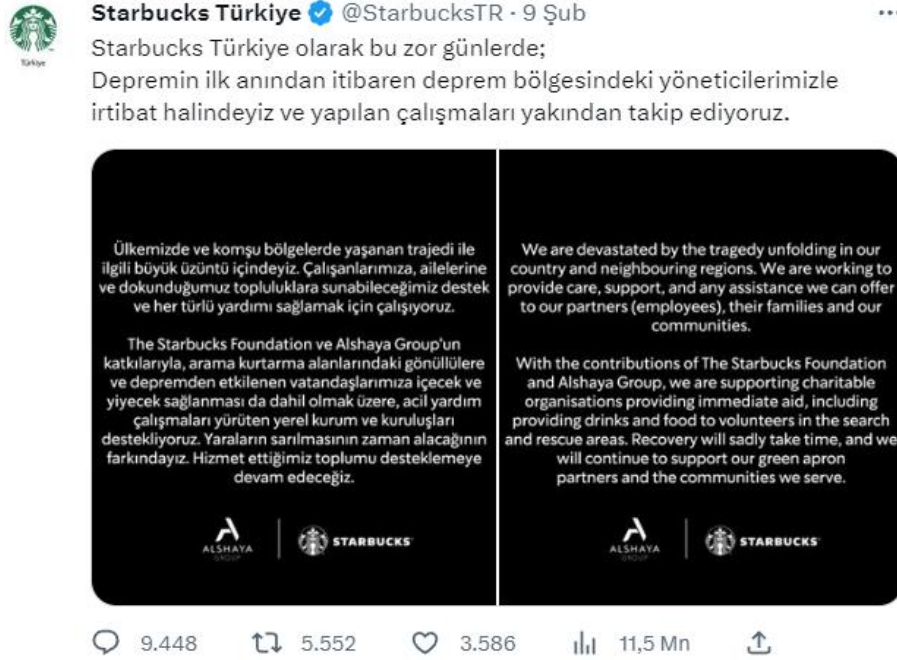 Starbucks Türkiye @StarbucksTR · 9 Şub
Türkiye
Starbucks Türkiye olarak bu zor günlerde;
Depremin ilk anından itibaren deprem bölgesindeki yöneticilerimizle
irtibat halindeyiz ve yapılan çalışmaları yakından takip ediyoruz.
Ülkemizde ve komşu bölgelerde yaşanan trajedi ile
ilgili büyük üzüntü içindeyiz. Çalışanlarımıza, ailelerine
ve dokunduğumuz topluluklara sunabileceğimiz destek
ve her türlü yardımı sağlamak için çalışıyoruz.
The Starbucks Foundation ve Alshaya Group'un
katkılarıyla, arama kurtarma alanlarındaki gönüllülere
ve depremden etkilenen vatandaşlarımıza içecek ve
yiyecek sağlanması da dahil olmak üzere, acil yardım
çalışmaları yürüten yerel kurum ve kuruluşları
destekliyoruz. Yaraların sarılmasının zaman alacağının
farkındayız. Hizmet ettiğimiz toplumu desteklemeye
devam edeceğiz.
ALSHAYA
GROUP
STARBUCKS
We are devastated by the tragedy unfolding in our
country and neighbouring regions. We are working to
provide care, support, and any assistance we can offer
to our partners (employees), their families and our
communities.
With the contributions of The Starbucks Foundation
and Alshaya Group, we are supporting charitable
organisations providing immediate aid, including
providing drinks and food to volunteers in the search
and rescue areas. Recovery will sadly take time, and we
will continue to support our green apron
partners and the communities we serve.
ALSHAYA
GROUP
STARBUCKS
9.448 5.552 3.586 11,5 Mn